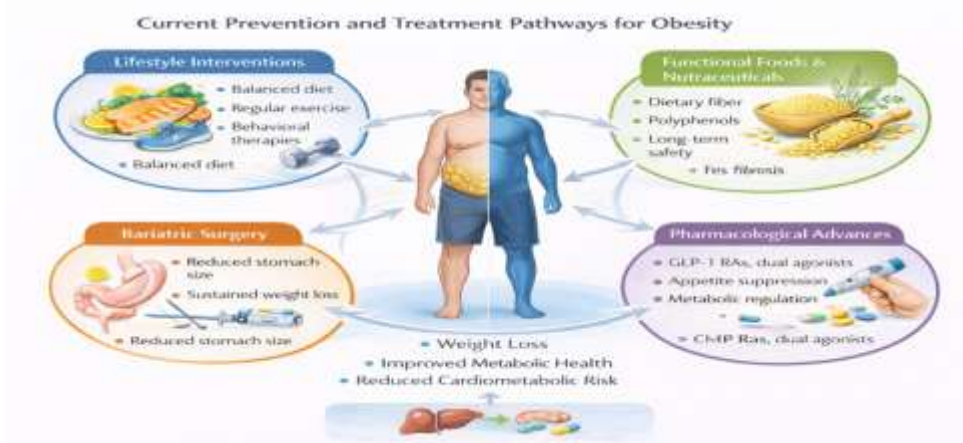 Current Prevention and Treatment Pathways for Obesity
Lifestyle Interventions
Balanced diet
Regular exercise
Behavioral
therapies
Balanced diet
Functional Foods &
Nutraceuticals
Dietary fiber
Polyphenols
Long-term
safety
Fes fibrosis
Bariatric Surgery
Reduced stomach
size
Sustained weight loss
Reduced stomach size
Pharmacological Advances
GLP-1 RAs, dual agonists
Appetite suppression
Metabolic regulation
CMP Ras, dual agonists
Weight Loss
Improved Metabolic Health
Reduced Cardiometabolic Risk